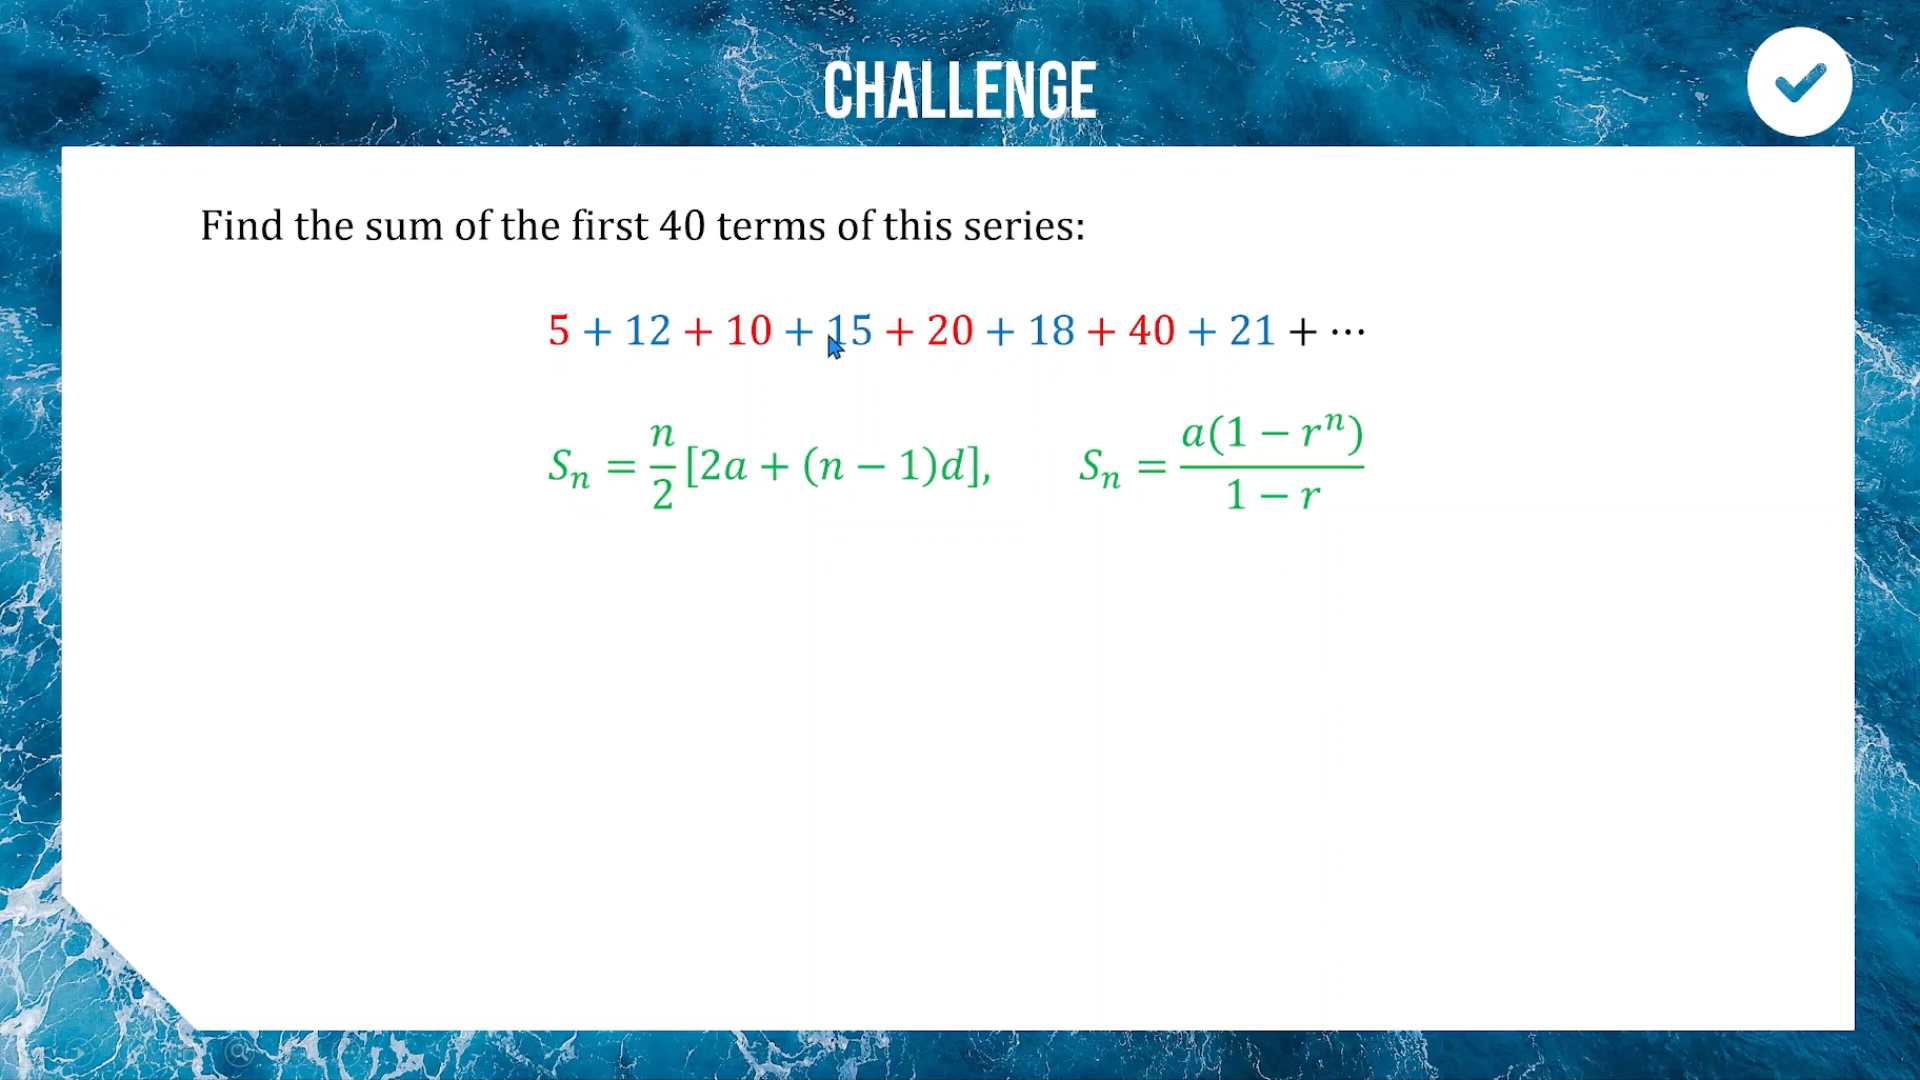 CHALLENGE
Find the sum of the first 40 terms of this series:
5 + 12 + 10 + 15 + 20 + 18 + 40 + 21 + ⋯
Sₙ = n/2 [2a + (n − 1)d], Sₙ = a(1 − rⁿ)/(1 − r)